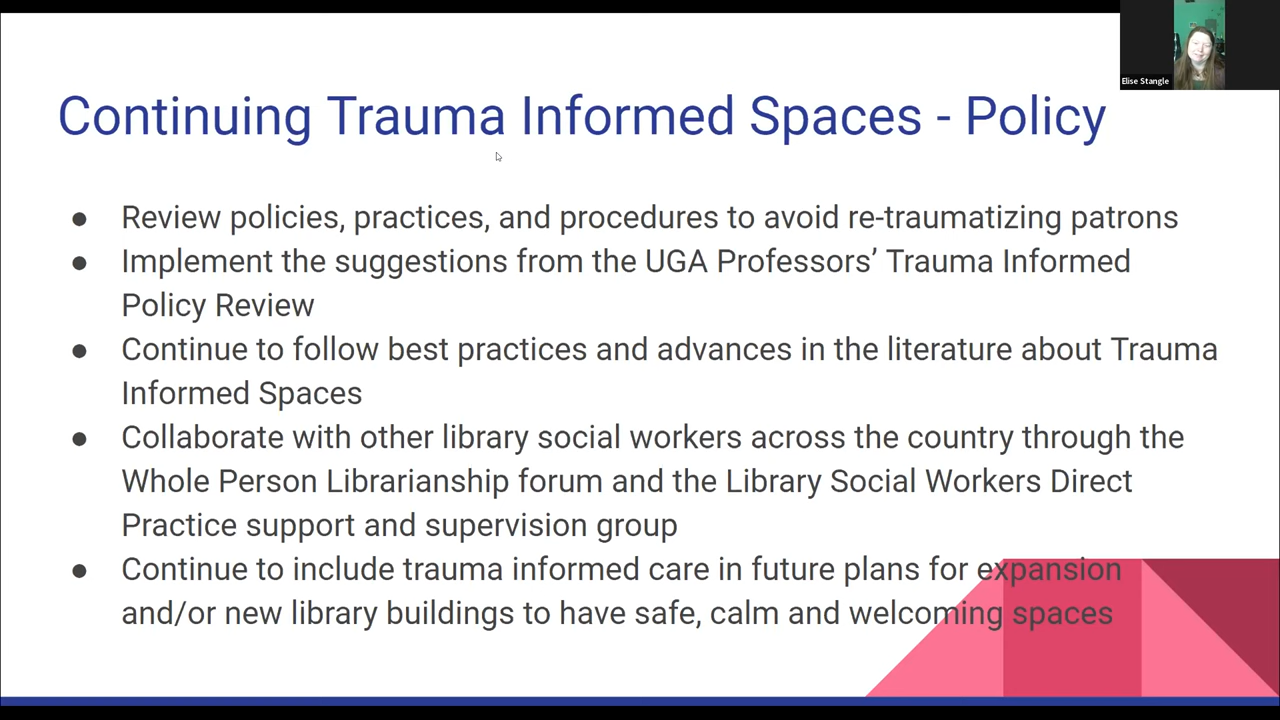 Elise Stangle
Continuing Trauma Informed Spaces - Policy
● Review policies, practices, and procedures to avoid re-traumatizing patrons
● Implement the suggestions from the UGA Professors’ Trauma Informed
Policy Review
● Continue to follow best practices and advances in the literature about Trauma
Informed Spaces
● Collaborate with other library social workers across the country through the
Whole Person Librarianship forum and the Library Social Workers Direct
Practice support and supervision group
● Continue to include trauma informed care in future plans for expansion
and/or new library buildings to have safe, calm and welcoming spaces